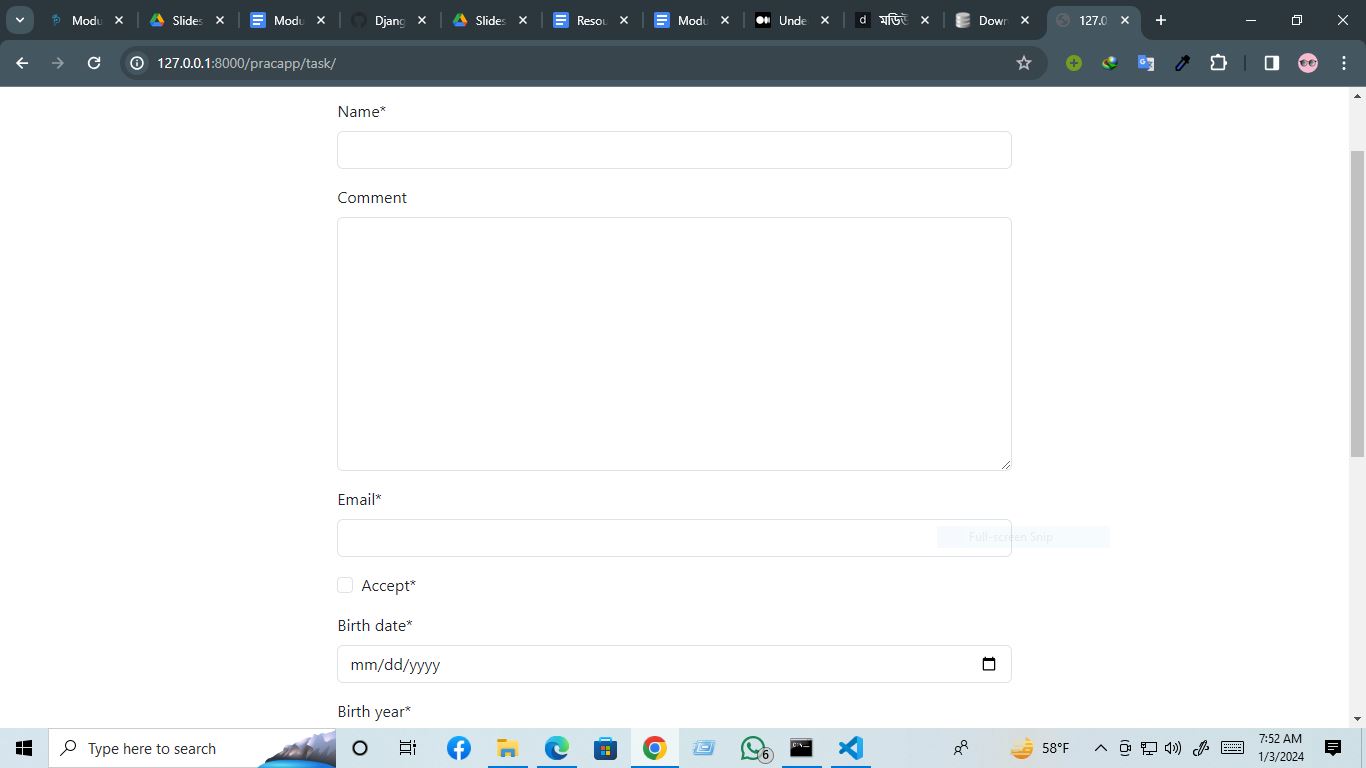 Modu
Slides
Modu
Djang
Slides
Resou
Modu
Unde
d
মডিউ
Down
127.0
127.0.0.1:8000/pracapp/task/
Name*
Comment
Email*
Full-screen Snip
Accept*
Birth date*
mm/dd/yyyy
Birth year*
Type here to search
6
58°F
7:52 AM
1/3/2024